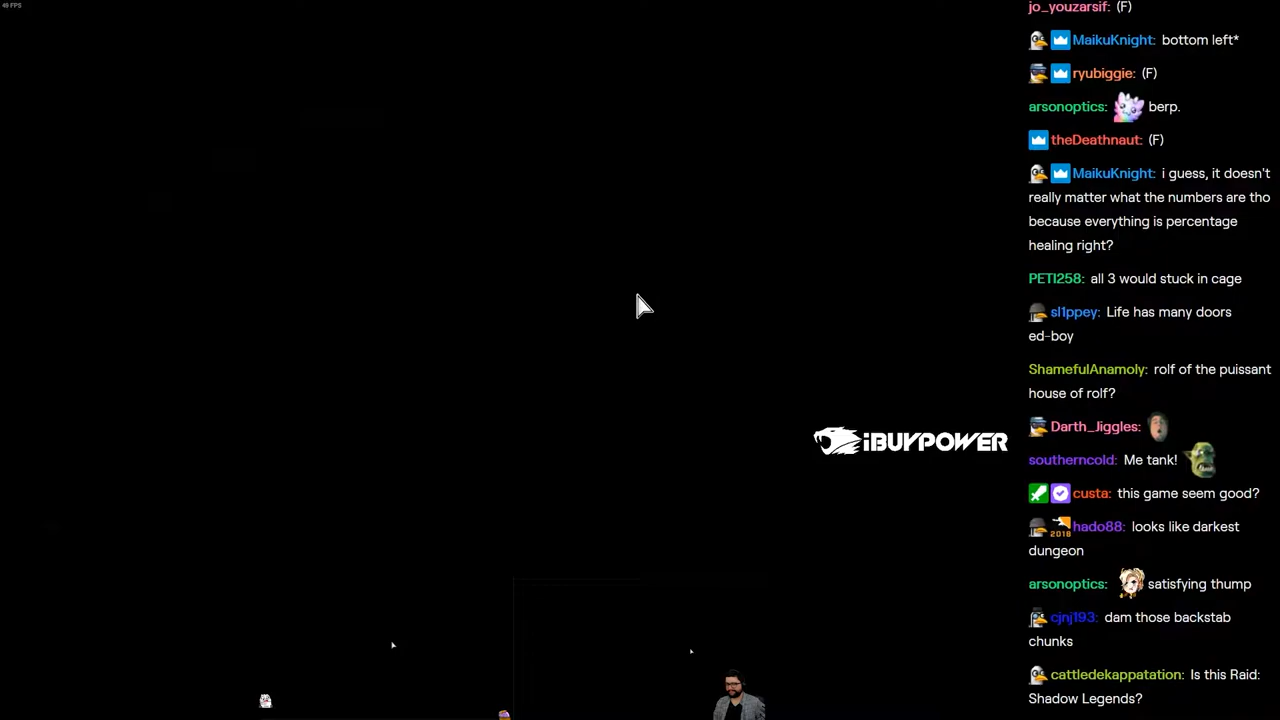 49 FPS
jo_youzarsif: (F)
MaikuKnight: bottom left*
ryubiggie: (F)
arsonoptics: berp.
theDeathnaut: (F)
MaikuKnight: i guess, it doesn't
really matter what the numbers are tho
because everything is percentage
healing right?
PETI258: all 3 would stuck in cage
sl1ppey: Life has many doors
ed-boy
ShamefulAnamoly: rolf of the puissant
house of rolf?
Darth_Jiggles:
iBUYPOWER
southerncold: Me tank!
custa: this game seem good?
2018 hado88: looks like darkest
dungeon
arsonoptics: satisfying thump
cjnj193: dam those backstab
chunks
cattledekappatation: Is this Raid:
Shadow Legends?